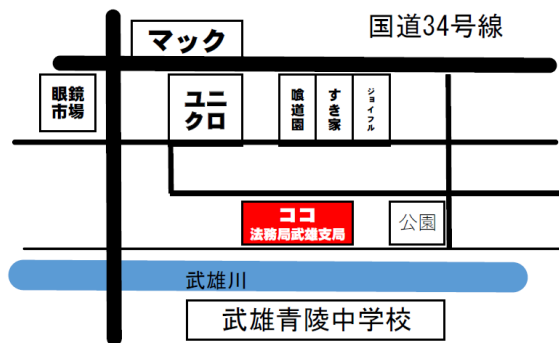 国道34号線
マック
眼鏡
市場
ユニ
クロ
喰道園
すき家
ジョイフル
ココ
法務局武雄支局
公園
武雄川
武雄青陵中学校